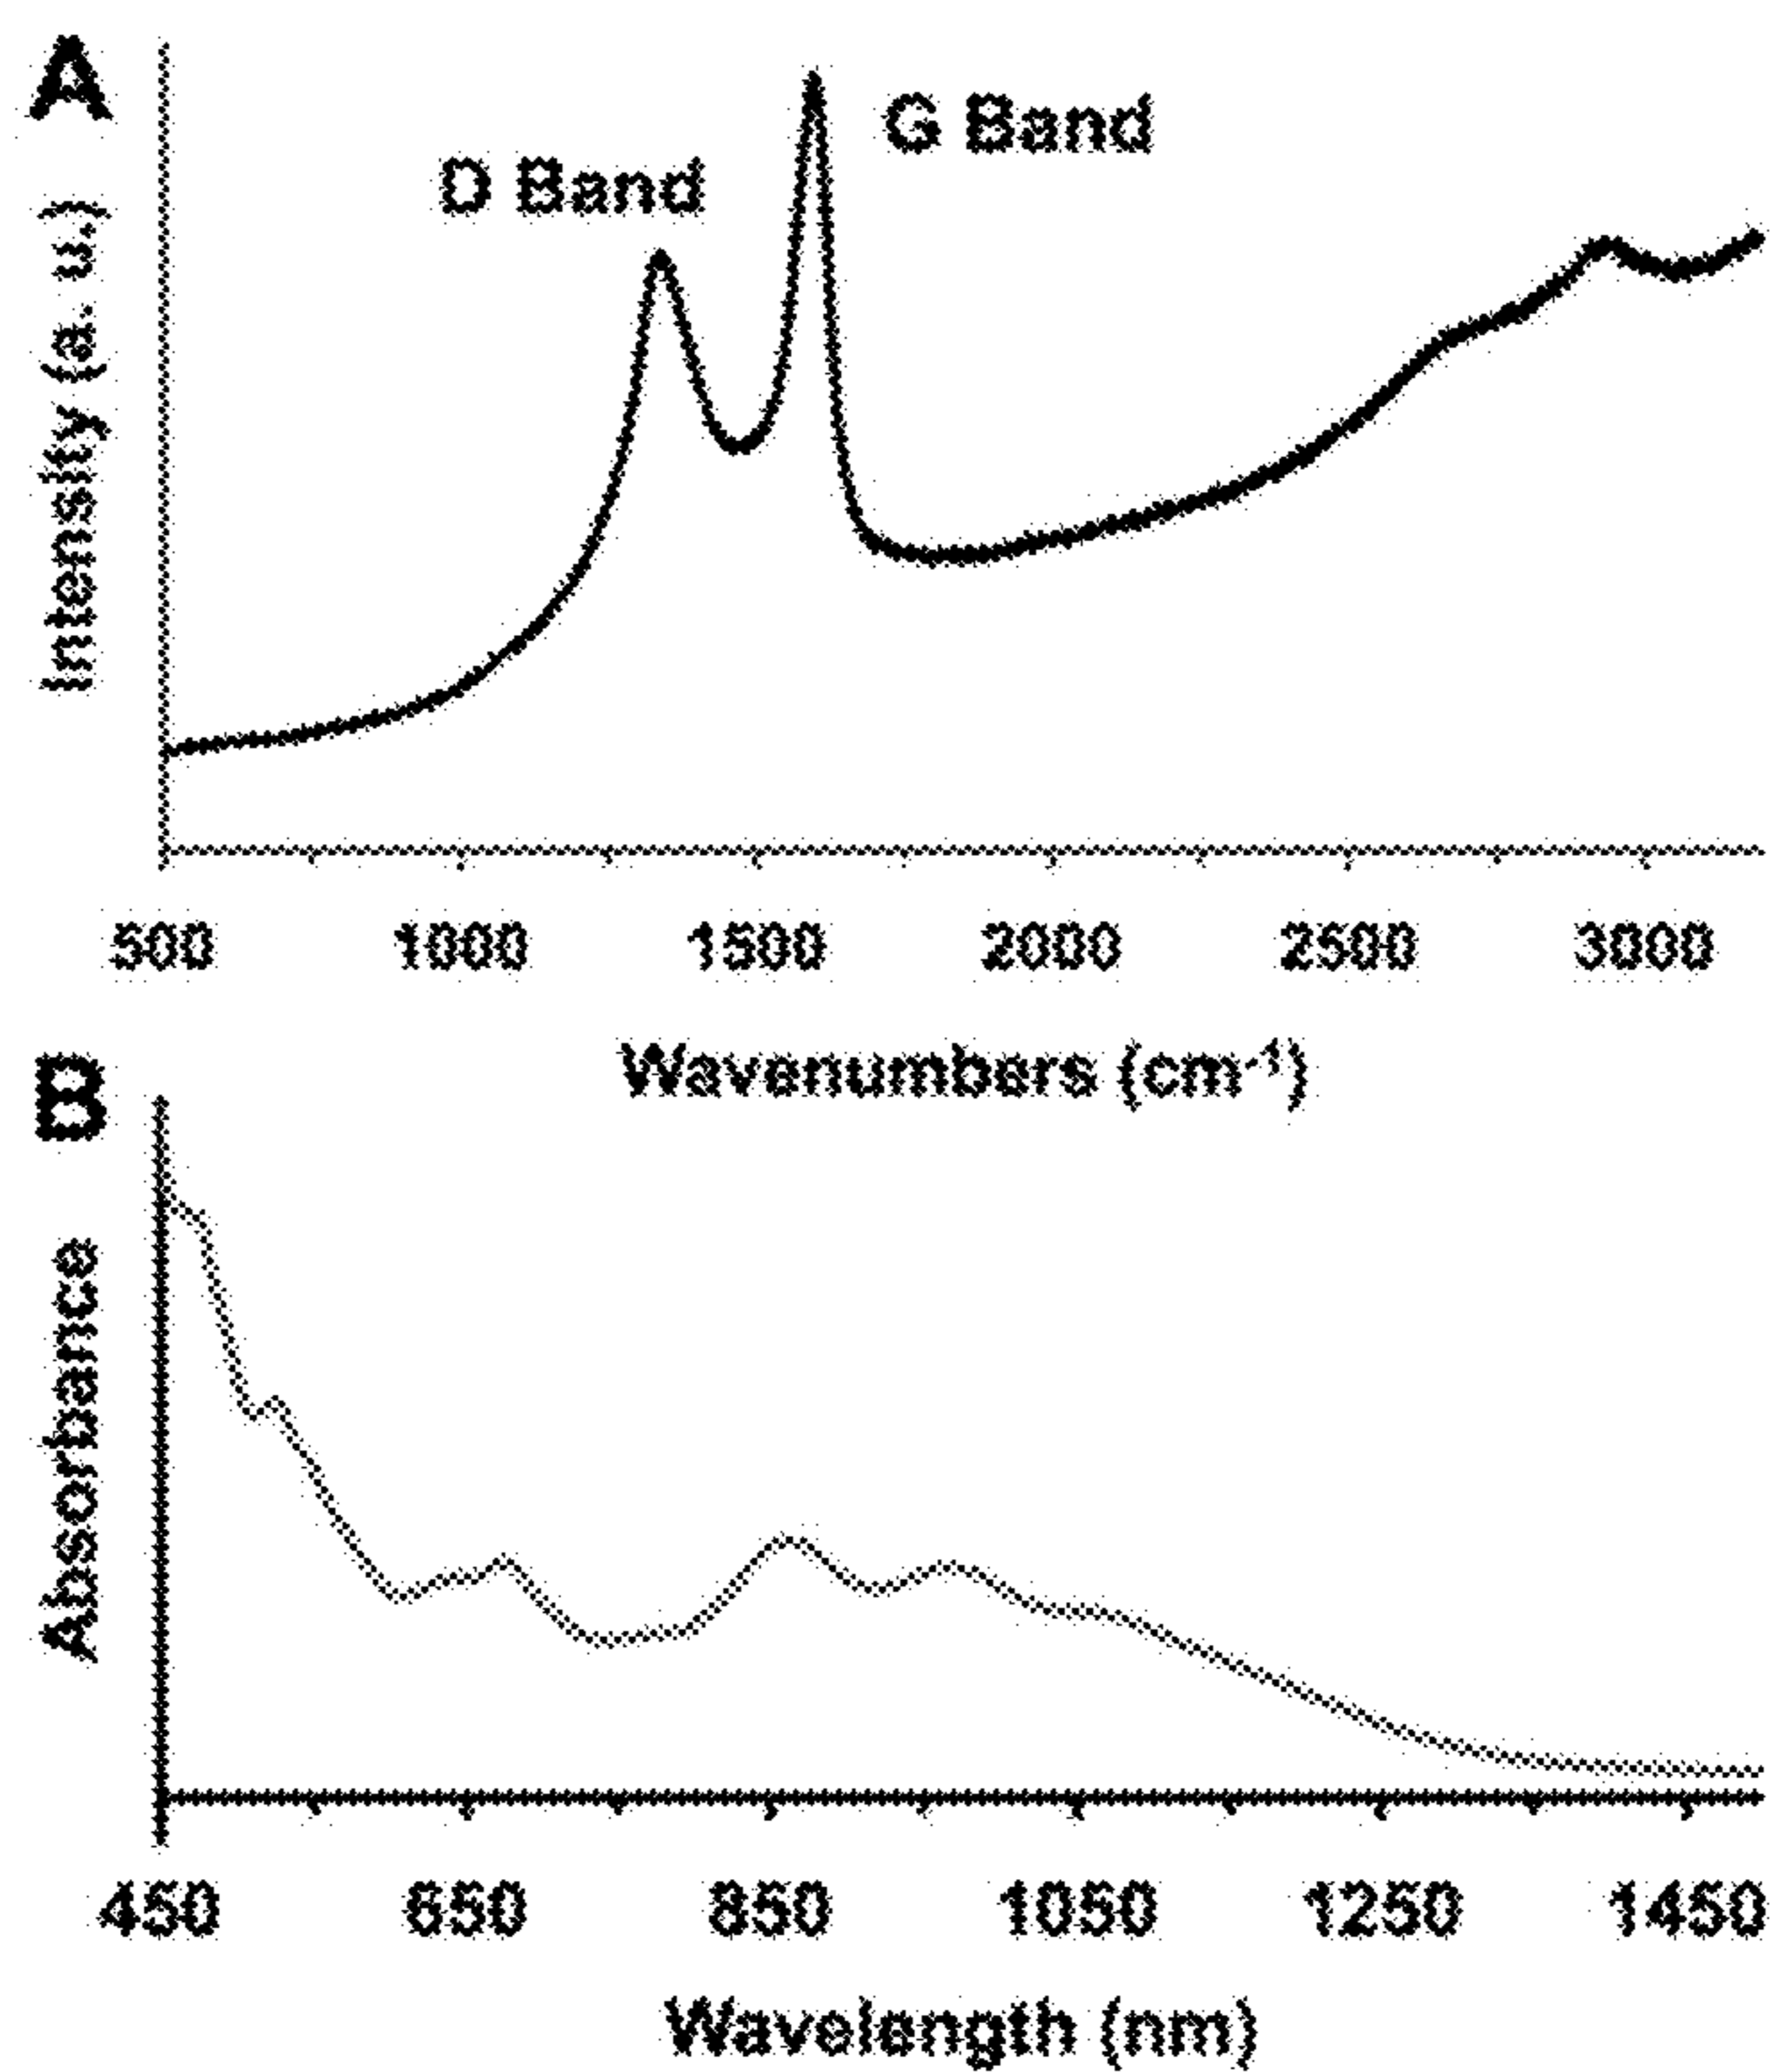 A
Intensity (a. u.)
D Band
G Band
500 1000 1500 2000 2500 3000
Wavenumbers (cm⁻¹)
B
Absorbance
450 650 850 1050 1250 1450
Wavelength (nm)